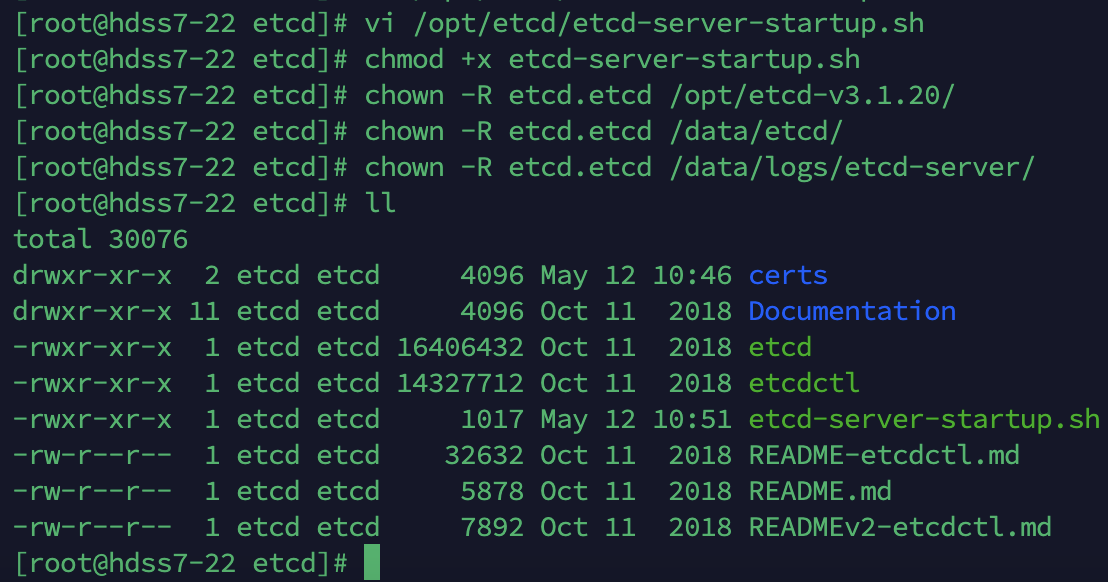 [root@hdss7-22 etcd]# vi /opt/etcd/etcd-server-startup.sh
[root@hdss7-22 etcd]# chmod +x etcd-server-startup.sh
[root@hdss7-22 etcd]# chown -R etcd.etcd /opt/etcd-v3.1.20/
[root@hdss7-22 etcd]# chown -R etcd.etcd /data/etcd/
[root@hdss7-22 etcd]# chown -R etcd.etcd /data/logs/etcd-server/
[root@hdss7-22 etcd]# ll
total 30076
drwxr-xr-x  2 etcd etcd     4096 May 12 10:46 certs
drwxr-xr-x 11 etcd etcd     4096 Oct 11  2018 Documentation
-rwxr-xr-x  1 etcd etcd 16406432 Oct 11  2018 etcd
-rwxr-xr-x  1 etcd etcd 14327712 Oct 11  2018 etcdctl
-rwxr-xr-x  1 etcd etcd     1017 May 12 10:51 etcd-server-startup.sh
-rw-r--r--  1 etcd etcd    32632 Oct 11  2018 README-etcdctl.md
-rw-r--r--  1 etcd etcd     5878 Oct 11  2018 README.md
-rw-r--r--  1 etcd etcd     7892 Oct 11  2018 READMEv2-etcdctl.md
[root@hdss7-22 etcd]#